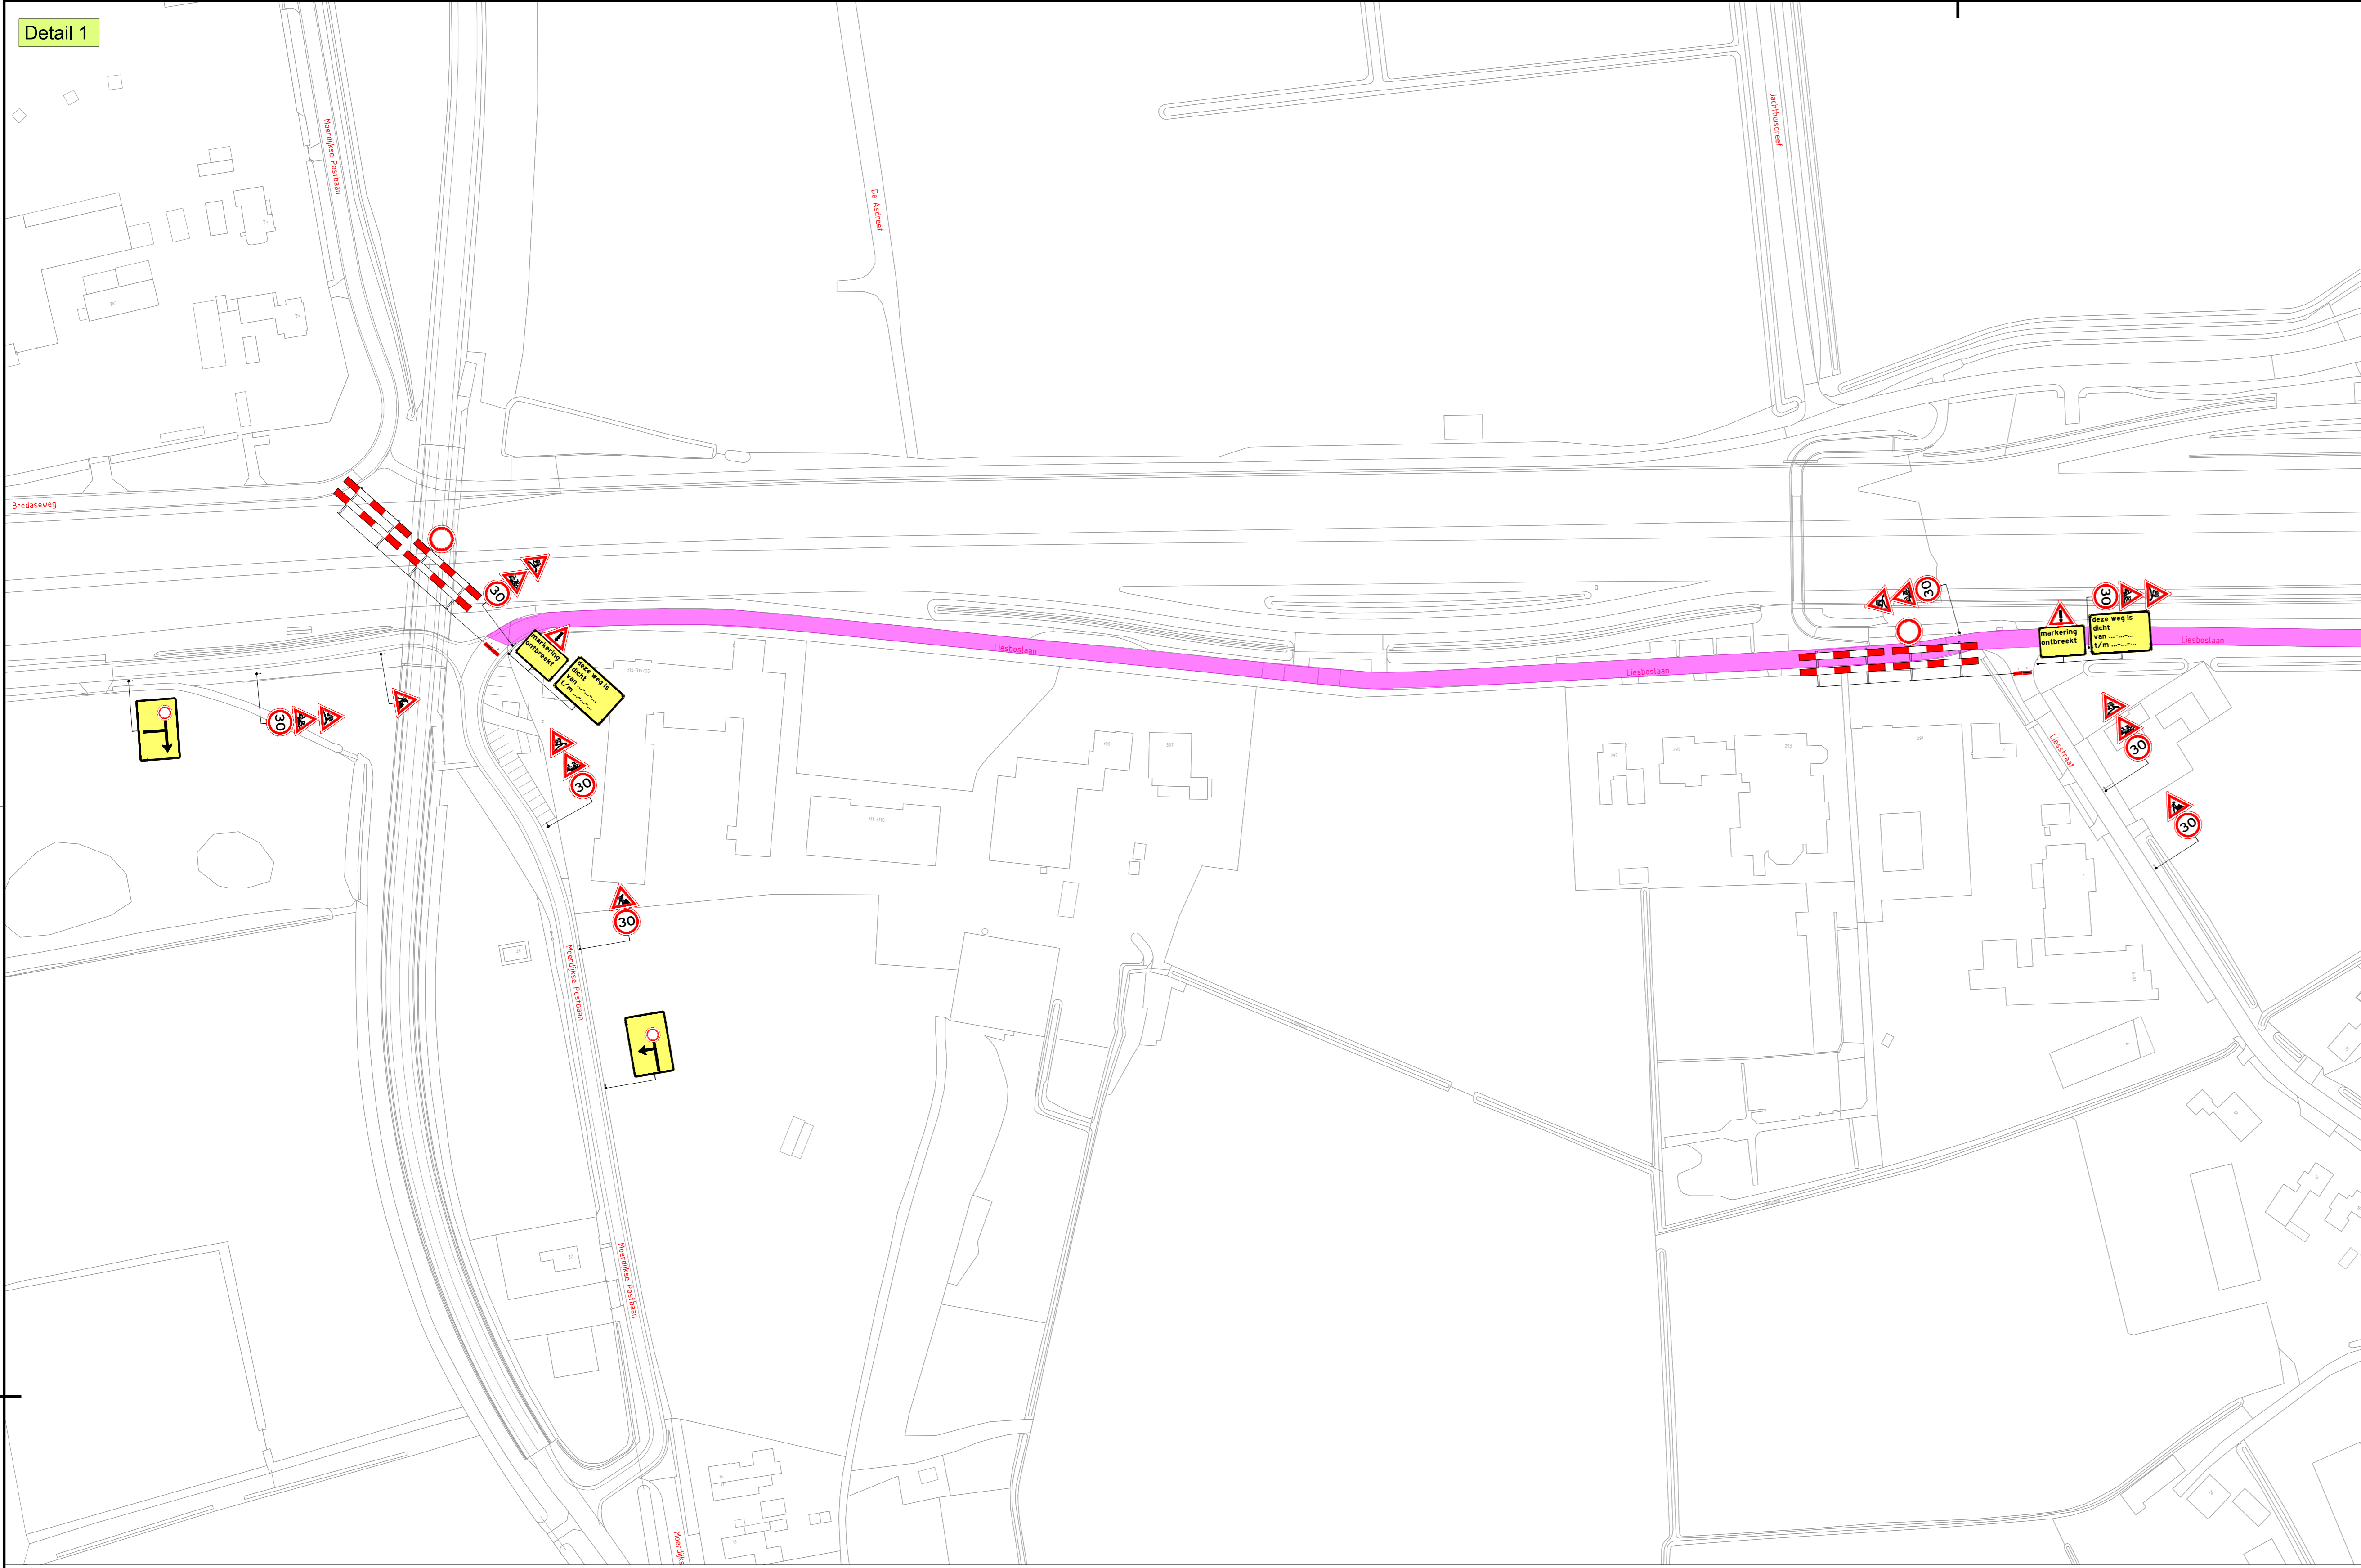 Detail 1
Moerdijkse Postbaan
De Asdreef
Jachthuisdreef
Bredaseweg
30
markering
ontbreekt
deze weg is
dicht
van ...-...-...
t/m ...-...-...
Liesboslaan
Liesboslaan
30
30
markering
ontbreekt
deze weg is
dicht
van ...-...-...
t/m ...-...-...
Liesboslaan
30
30
30
30
30
Liesstraat
30
Moerdijkse Postbaan
Moerdijkse Postbaan
Moerdijks